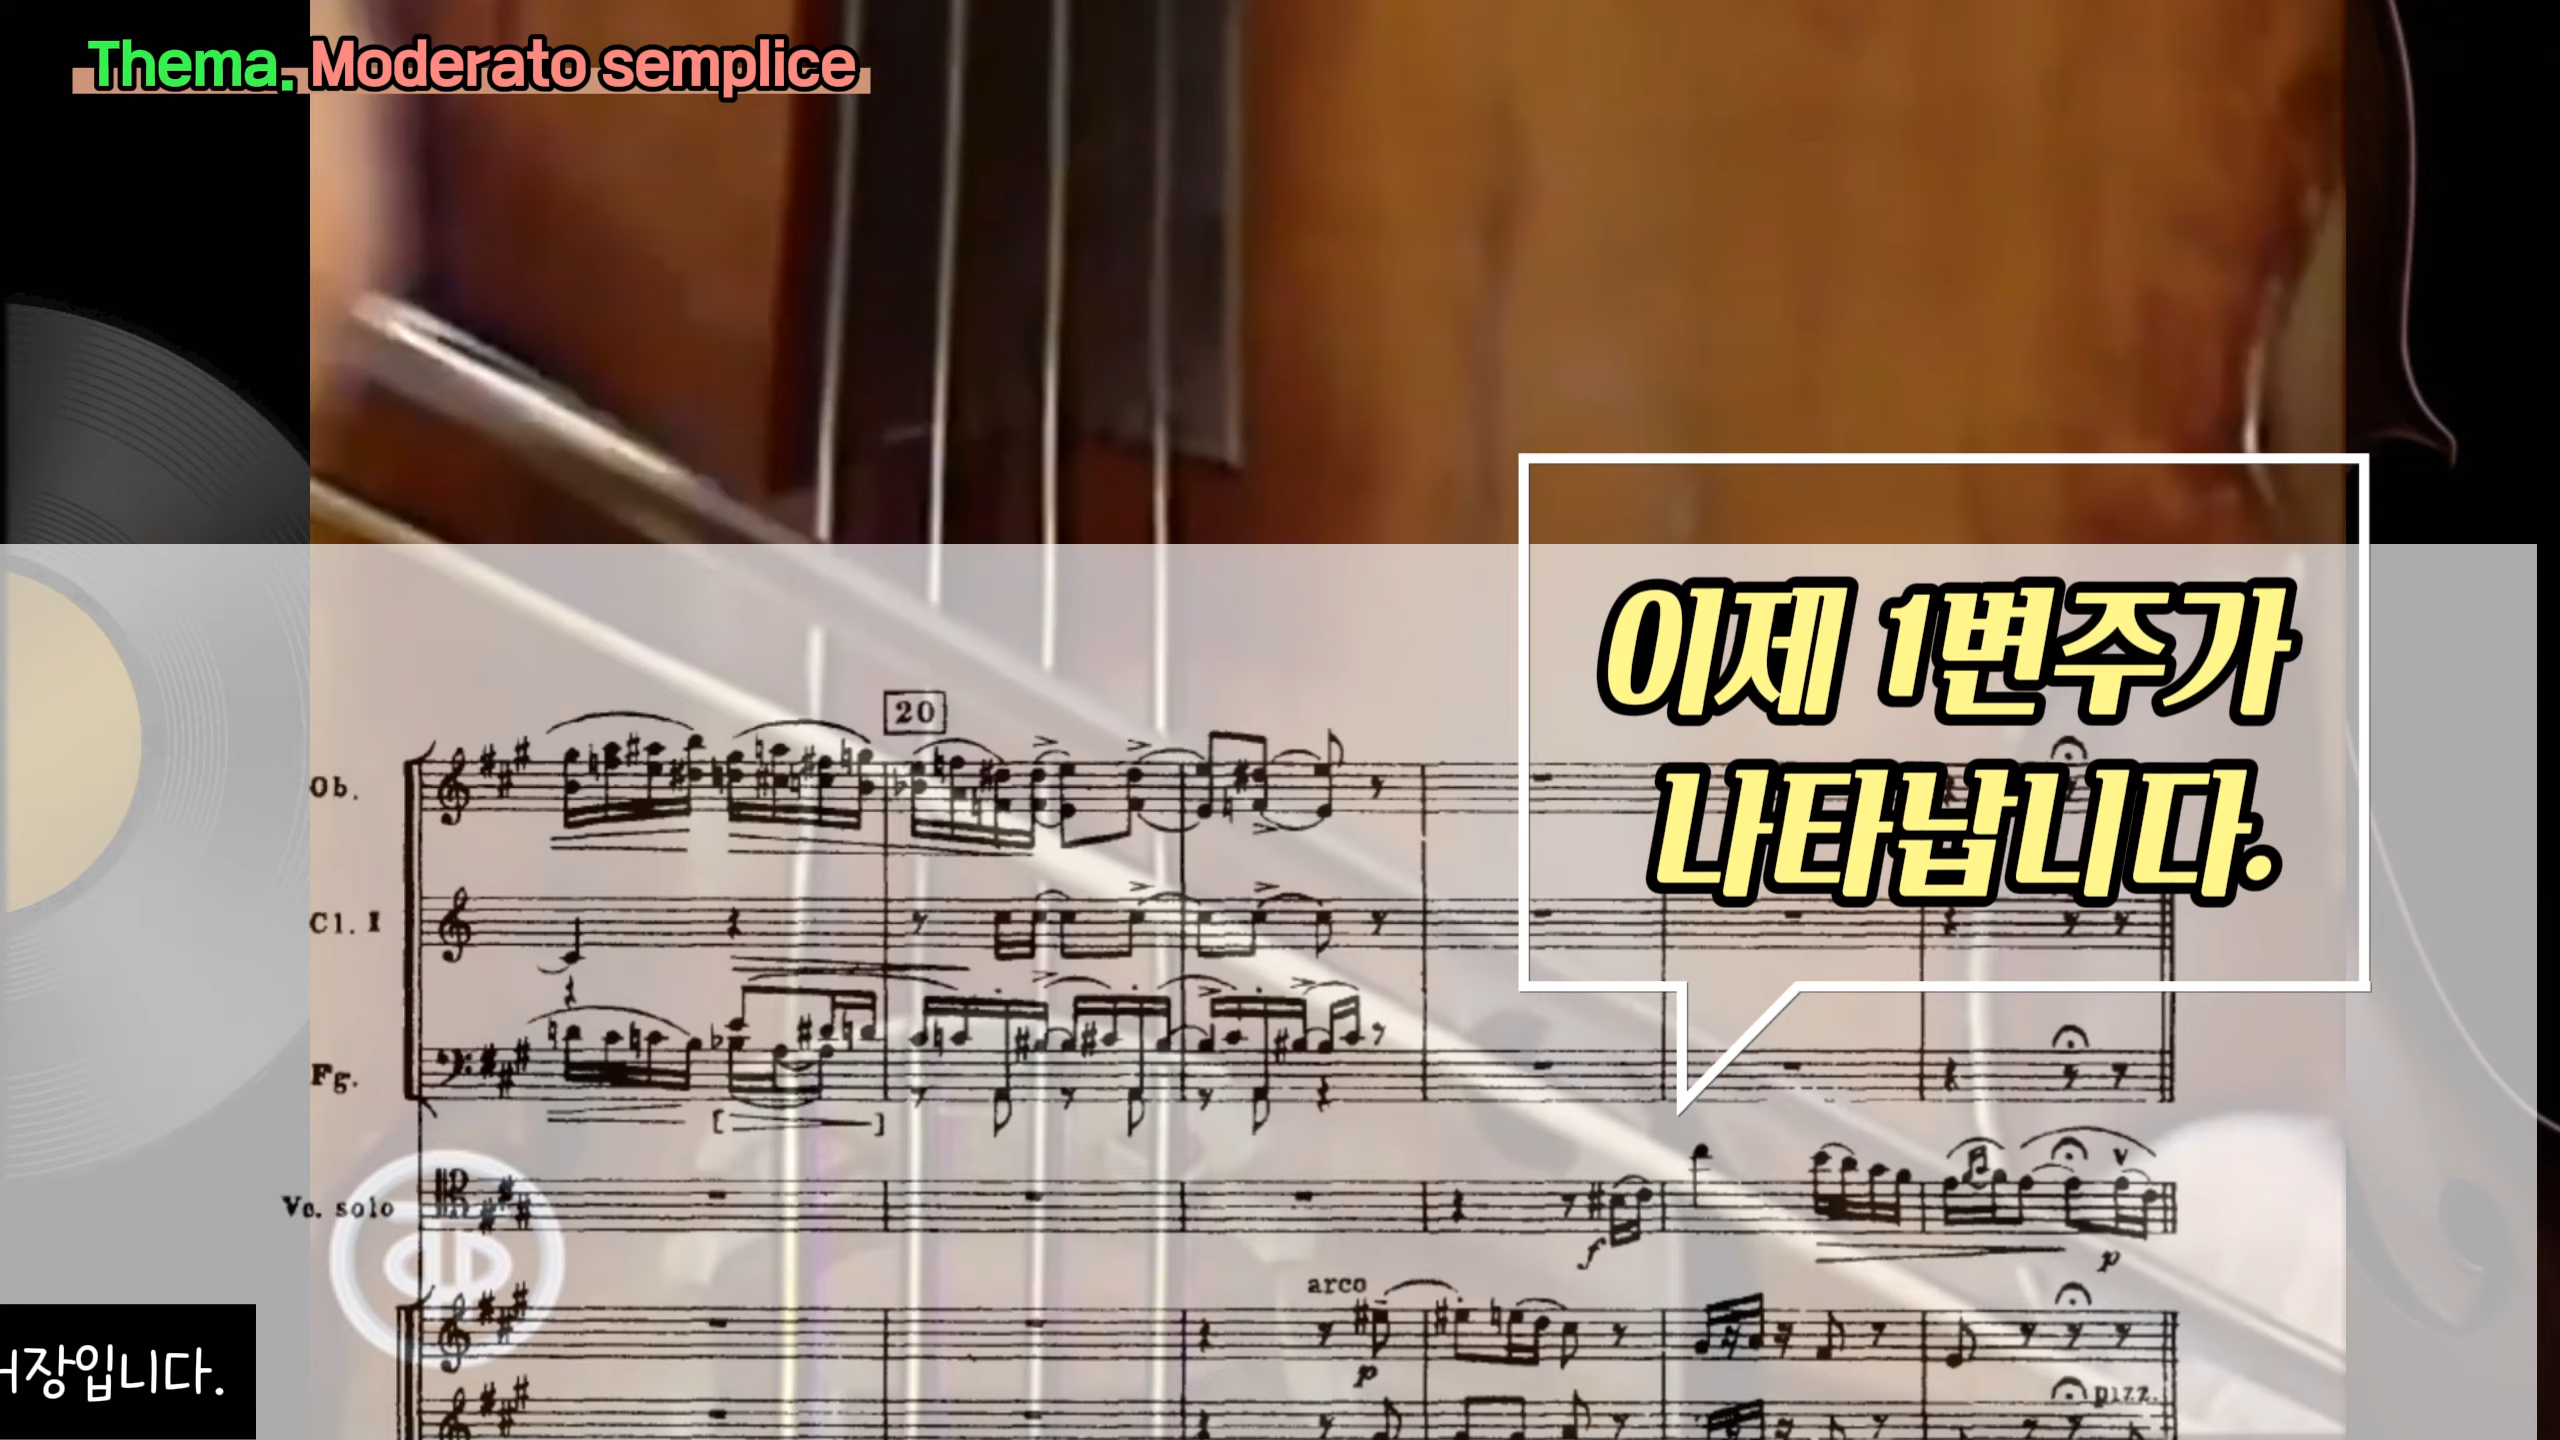 Thema. Moderato semplice
이제 1변주가
나타납니다.
20
Ob.
Cl. I
Fg.
[ ]
Vc. solo
f
p
arco
p
pizz.
장입니다.